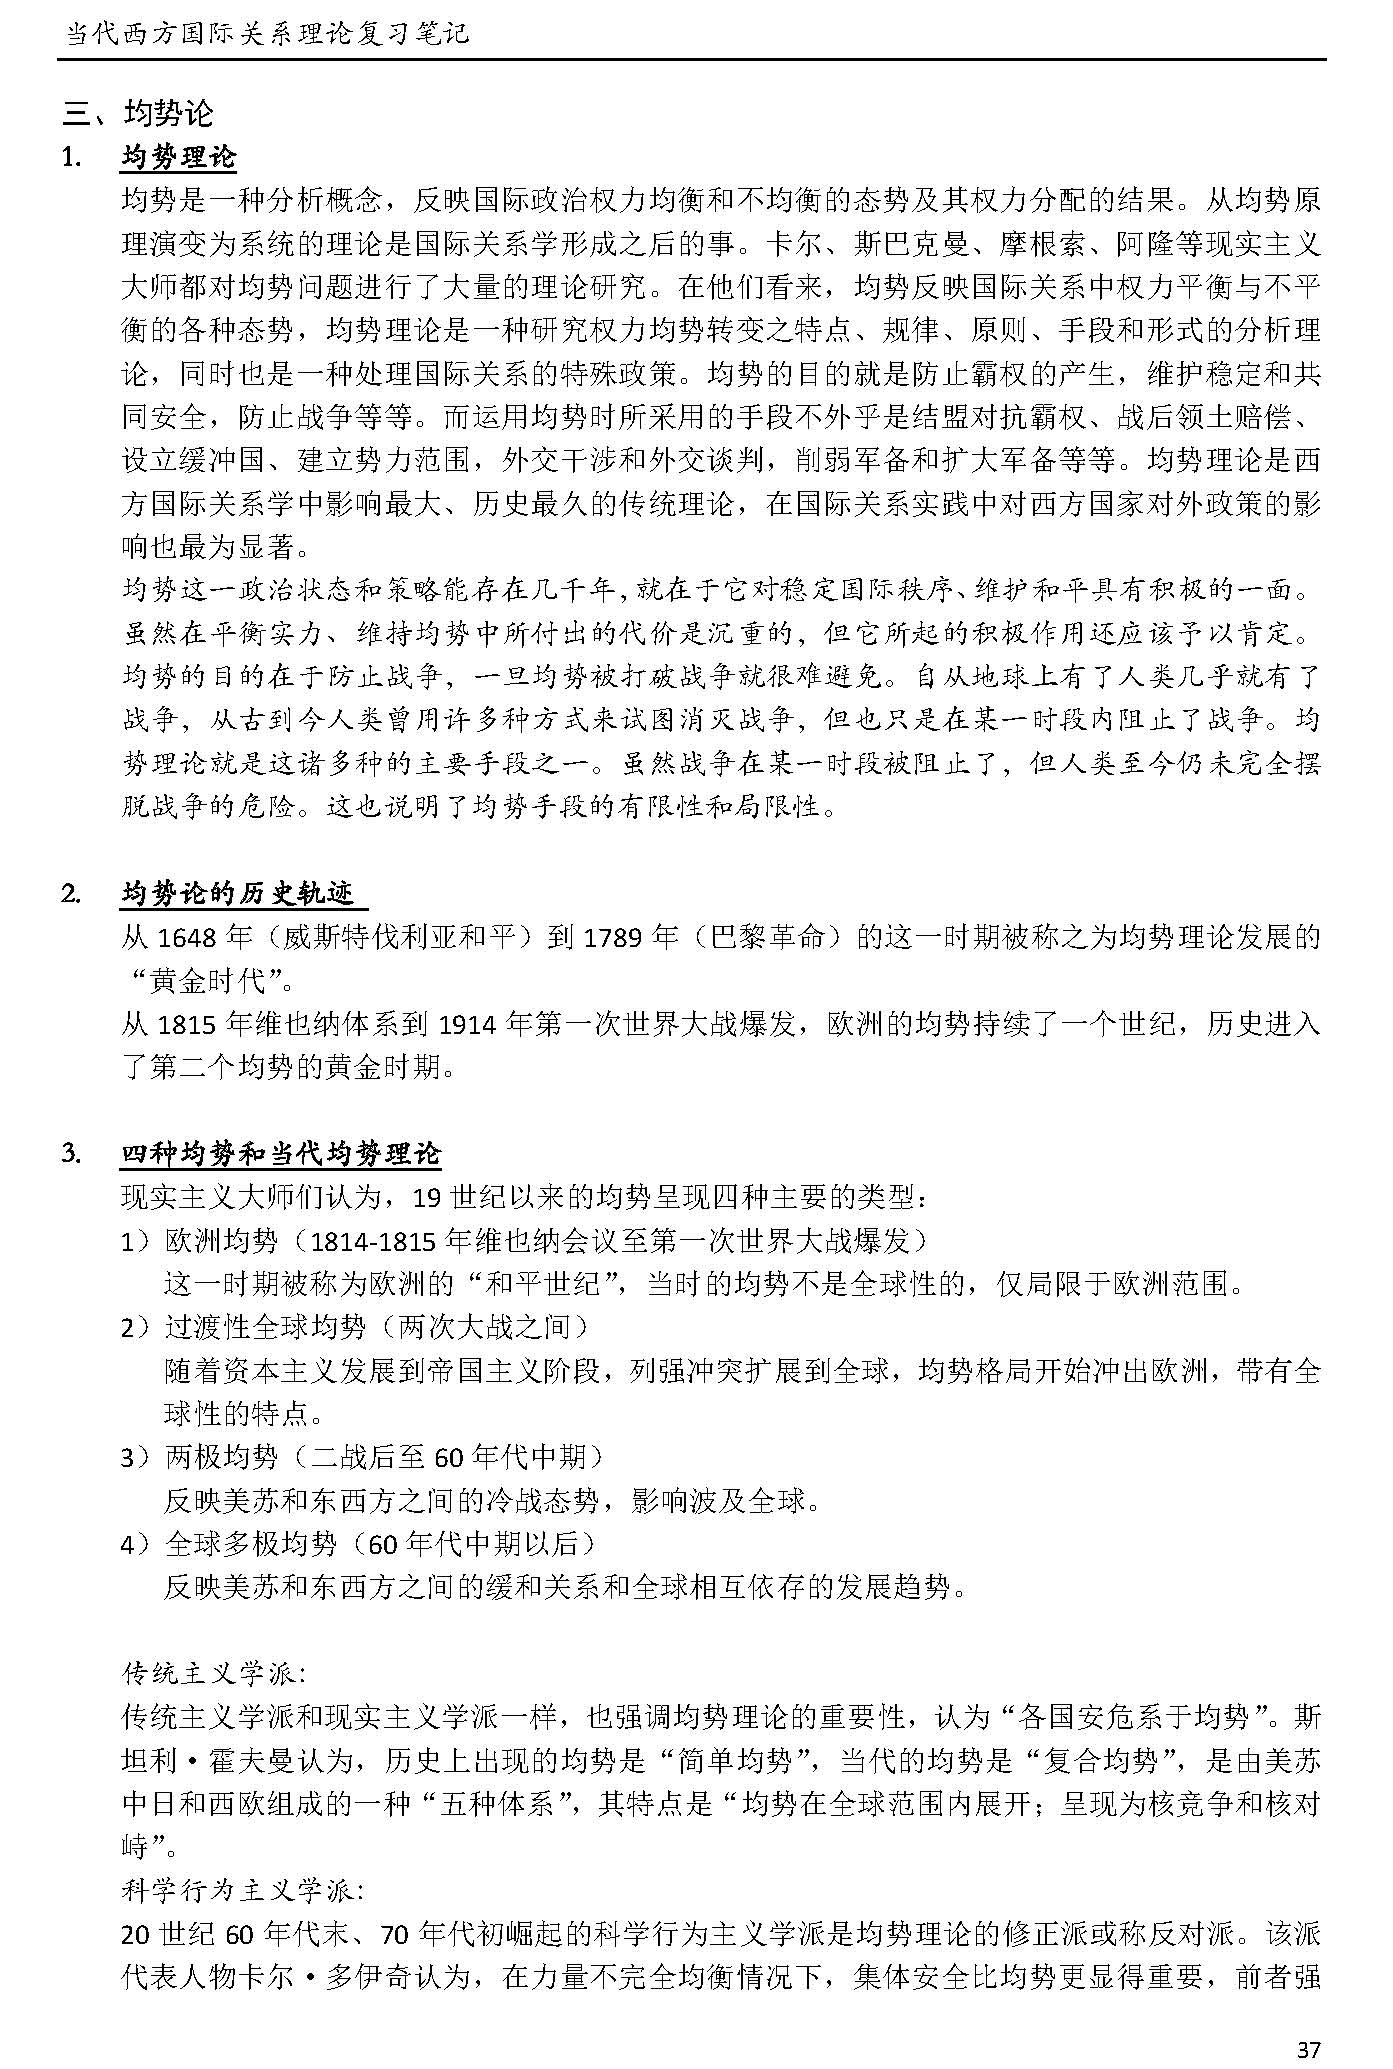 当代西方国际关系理论复习笔记
三、均势论
1. 均势理论
均势是一种分析概念，反映国际政治权力均衡和不均衡的态势及其权力分配的结果。从均势原
理演变为系统的理论是国际关系学形成之后的事。卡尔、斯巴克曼、摩根索、阿隆等现实主义
大师都对均势问题进行了大量的理论研究。在他们看来，均势反映国际关系中权力平衡与不平
衡的各种态势，均势理论是一种研究权力均势转变之特点、规律、原则、手段和形式的分析理
论，同时也是一种处理国际关系的特殊政策。均势的目的就是防止霸权的产生，维护稳定和共
同安全，防止战争等等。而运用均势时所采用的手段不外乎是结盟对抗霸权、战后领土赔偿、
设立缓冲国、建立势力范围，外交干涉和外交谈判，削弱军备和扩大军备等等。均势理论是西
方国际关系学中影响最大、历史最久的传统理论，在国际关系实践中对西方国家对外政策的影
响也最为显著。
均势这一政治状态和策略能存在几千年，就在于它对稳定国际秩序、维护和平具有积极的一面。
虽然在平衡实力、维持均势中所付出的代价是沉重的，但它所起的积极作用还应该予以肯定。
均势的目的在于防止战争，一旦均势被打破战争就很难避免。自从地球上有了人类几乎就有了
战争，从古到今人类曾用许多种方式来试图消灭战争，但也只是在某一时段内阻止了战争。均
势理论就是这诸多种的主要手段之一。虽然战争在某一时段被阻止了，但人类至今仍未完全摆
脱战争的危险。这也说明了均势手段的有限性和局限性。
2. 均势论的历史轨迹
从 1648 年（威斯特伐利亚和平）到 1789 年（巴黎革命）的这一时期被称之为均势理论发展的
“黄金时代”。
从 1815 年维也纳体系到 1914 年第一次世界大战爆发，欧洲的均势持续了一个世纪，历史进入
了第二个均势的黄金时期。
3. 四种均势和当代均势理论
现实主义大师们认为，19 世纪以来的均势呈现四种主要的类型：
1）欧洲均势（1814-1815 年维也纳会议至第一次世界大战爆发）
这一时期被称为欧洲的“和平世纪”，当时的均势不是全球性的，仅局限于欧洲范围。
2）过渡性全球均势（两次大战之间）
随着资本主义发展到帝国主义阶段，列强冲突扩展到全球，均势格局开始冲出欧洲，带有全
球性的特点。
3）两极均势（二战后至 60 年代中期）
反映美苏和东西方之间的冷战态势，影响波及全球。
4）全球多极均势（60 年代中期以后）
反映美苏和东西方之间的缓和关系和全球相互依存的发展趋势。
传统主义学派：
传统主义学派和现实主义学派一样，也强调均势理论的重要性，认为“各国安危系于均势”。斯
坦利·霍夫曼认为，历史上出现的均势是“简单均势”，当代的均势是“复合均势”，是由美苏
中日和西欧组成的一种“五种体系”，其特点是“均势在全球范围内展开；呈现为核竞争和核对
峙”。
科学行为主义学派：
20 世纪 60 年代末、70 年代初崛起的科学行为主义学派是均势理论的修正派或称反对派。该派
代表人物卡尔·多伊奇认为，在力量不完全均衡情况下，集体安全比均势更显得重要，前者强
37